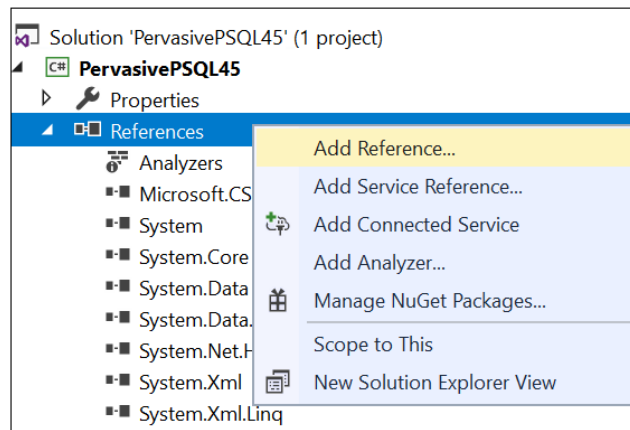 Solution 'PervasivePSQL45' (1 project)
C# PervasivePSQL45
Properties
References
Analyzers
Microsoft.CS
System
System.Core
System.Data
System.Data.
System.Net.H
System.Xml
System.Xml.Linq
Add Reference...
Add Service Reference...
Add Connected Service
Add Analyzer...
Manage NuGet Packages...
Scope to This
New Solution Explorer View